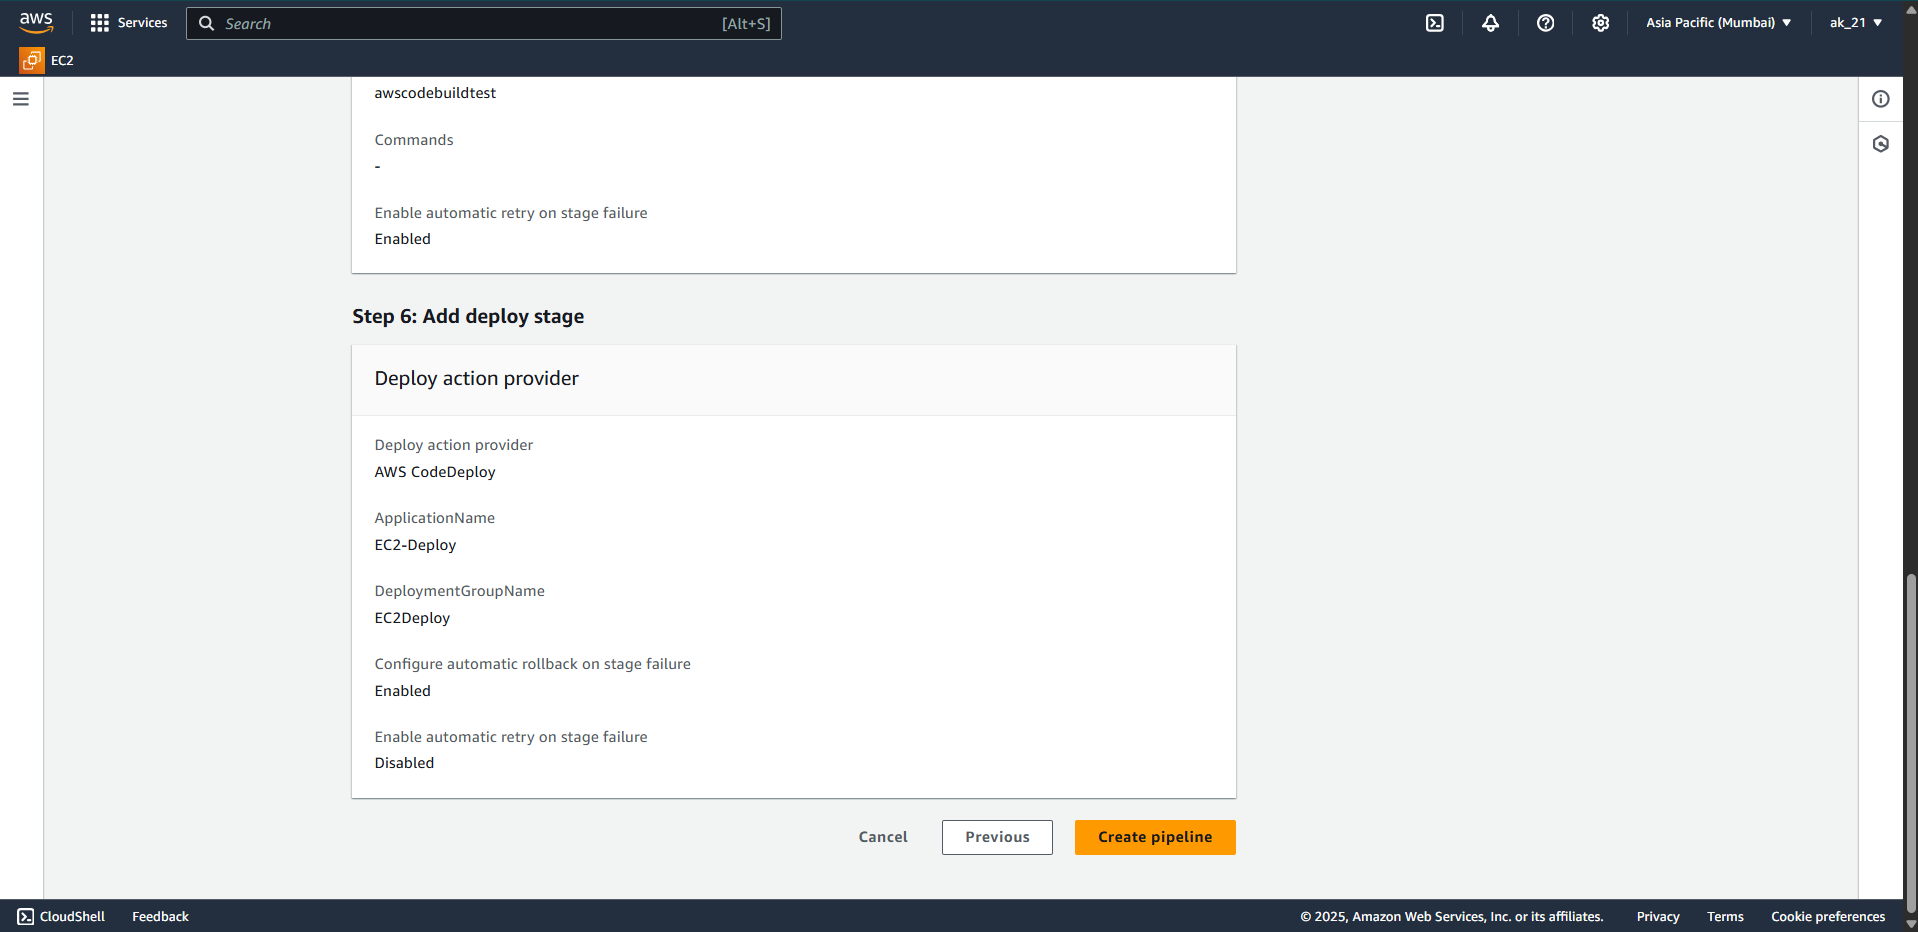 aws
Services
Search [Alt+S]
Asia Pacific (Mumbai)
ak_21
EC2
awscodebuildtest
Commands
-
Enable automatic retry on stage failure
Enabled
Step 6: Add deploy stage
Deploy action provider
Deploy action provider
AWS CodeDeploy
ApplicationName
EC2-Deploy
DeploymentGroupName
EC2Deploy
Configure automatic rollback on stage failure
Enabled
Enable automatic retry on stage failure
Disabled
Cancel
Previous
Create pipeline
CloudShell
Feedback
© 2025, Amazon Web Services, Inc. or its affiliates.
Privacy
Terms
Cookie preferences